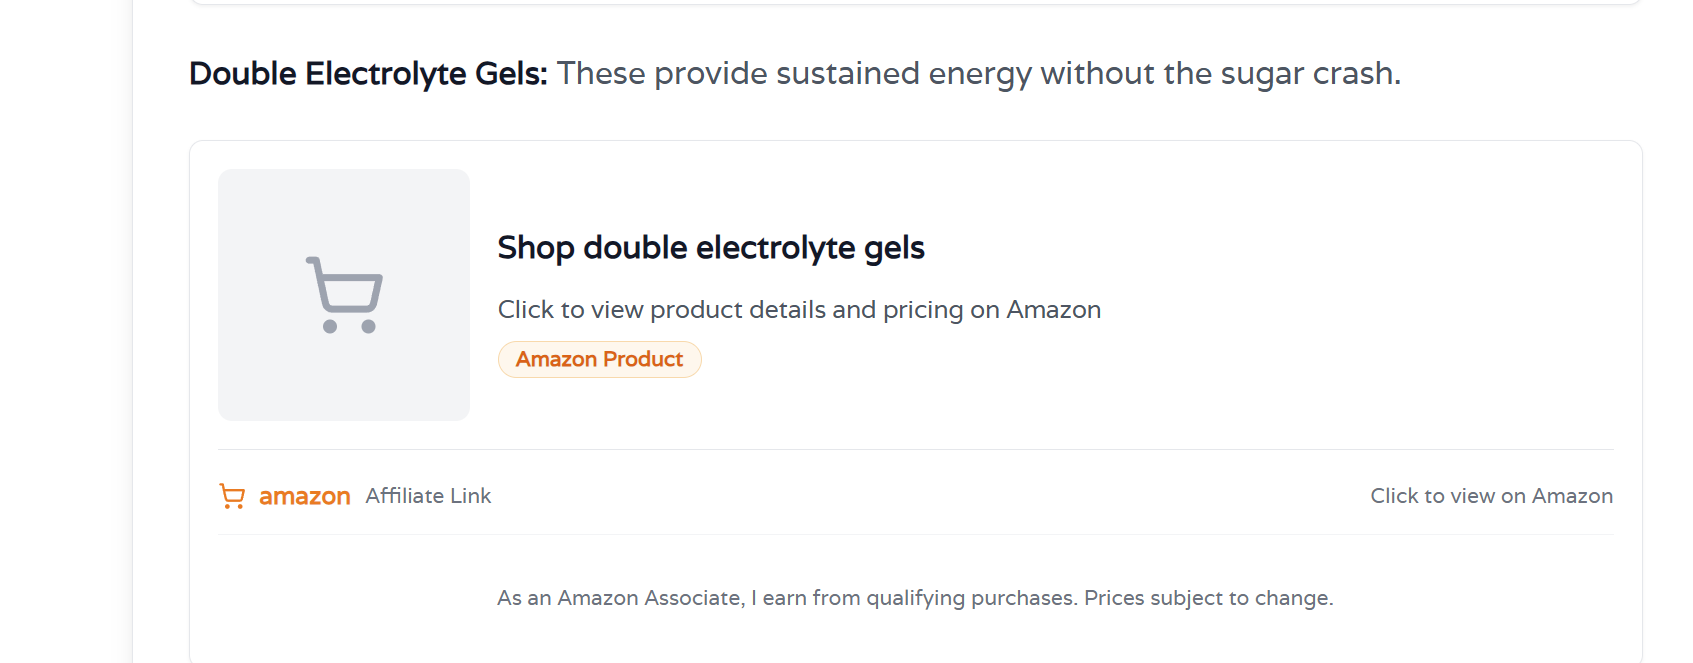 Double Electrolyte Gels: These provide sustained energy without the sugar crash.
Shop double electrolyte gels
Click to view product details and pricing on Amazon
Amazon Product
amazon Affiliate Link
Click to view on Amazon
As an Amazon Associate, I earn from qualifying purchases. Prices subject to change.